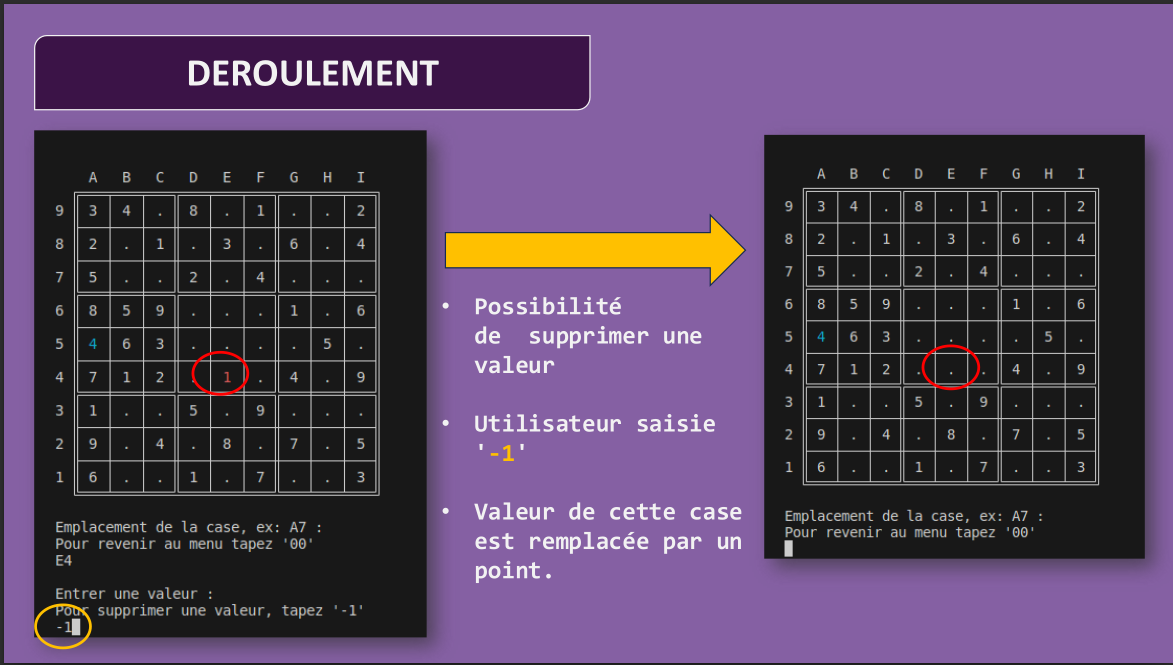 DEROULEMENT
A B C D E F G H I
9 3 4 . 8 . 1 . . 2
8 2 . 1 . 3 . 6 . 4
7 5 . . 2 . 4 . . .
6 8 5 9 . . . 1 . 6
5 4 6 3 . . . . 5 .
4 7 1 2 . 1 . 4 . 9
3 1 . . 5 . 9 . . .
2 9 . 4 . 8 . 7 . 5
1 6 . . 1 . 7 . . 3
Emplacement de la case, ex: A7 :
Pour revenir au menu tapez '00'
E4
Entrer une valeur :
Pour supprimer une valeur, tapez '-1'
-1
• Possibilité
de supprimer une
valeur
• Utilisateur saisie
'-1'
• Valeur de cette case
est remplacée par un
point.
A B C D E F G H I
9 3 4 . 8 . 1 . . 2
8 2 . 1 . 3 . 6 . 4
7 5 . . 2 . 4 . . .
6 8 5 9 . . . 1 . 6
5 4 6 3 . . . . 5 .
4 7 1 2 . . . 4 . 9
3 1 . . 5 . 9 . . .
2 9 . 4 . 8 . 7 . 5
1 6 . . 1 . 7 . . 3
Emplacement de la case, ex: A7 :
Pour revenir au menu tapez '00'